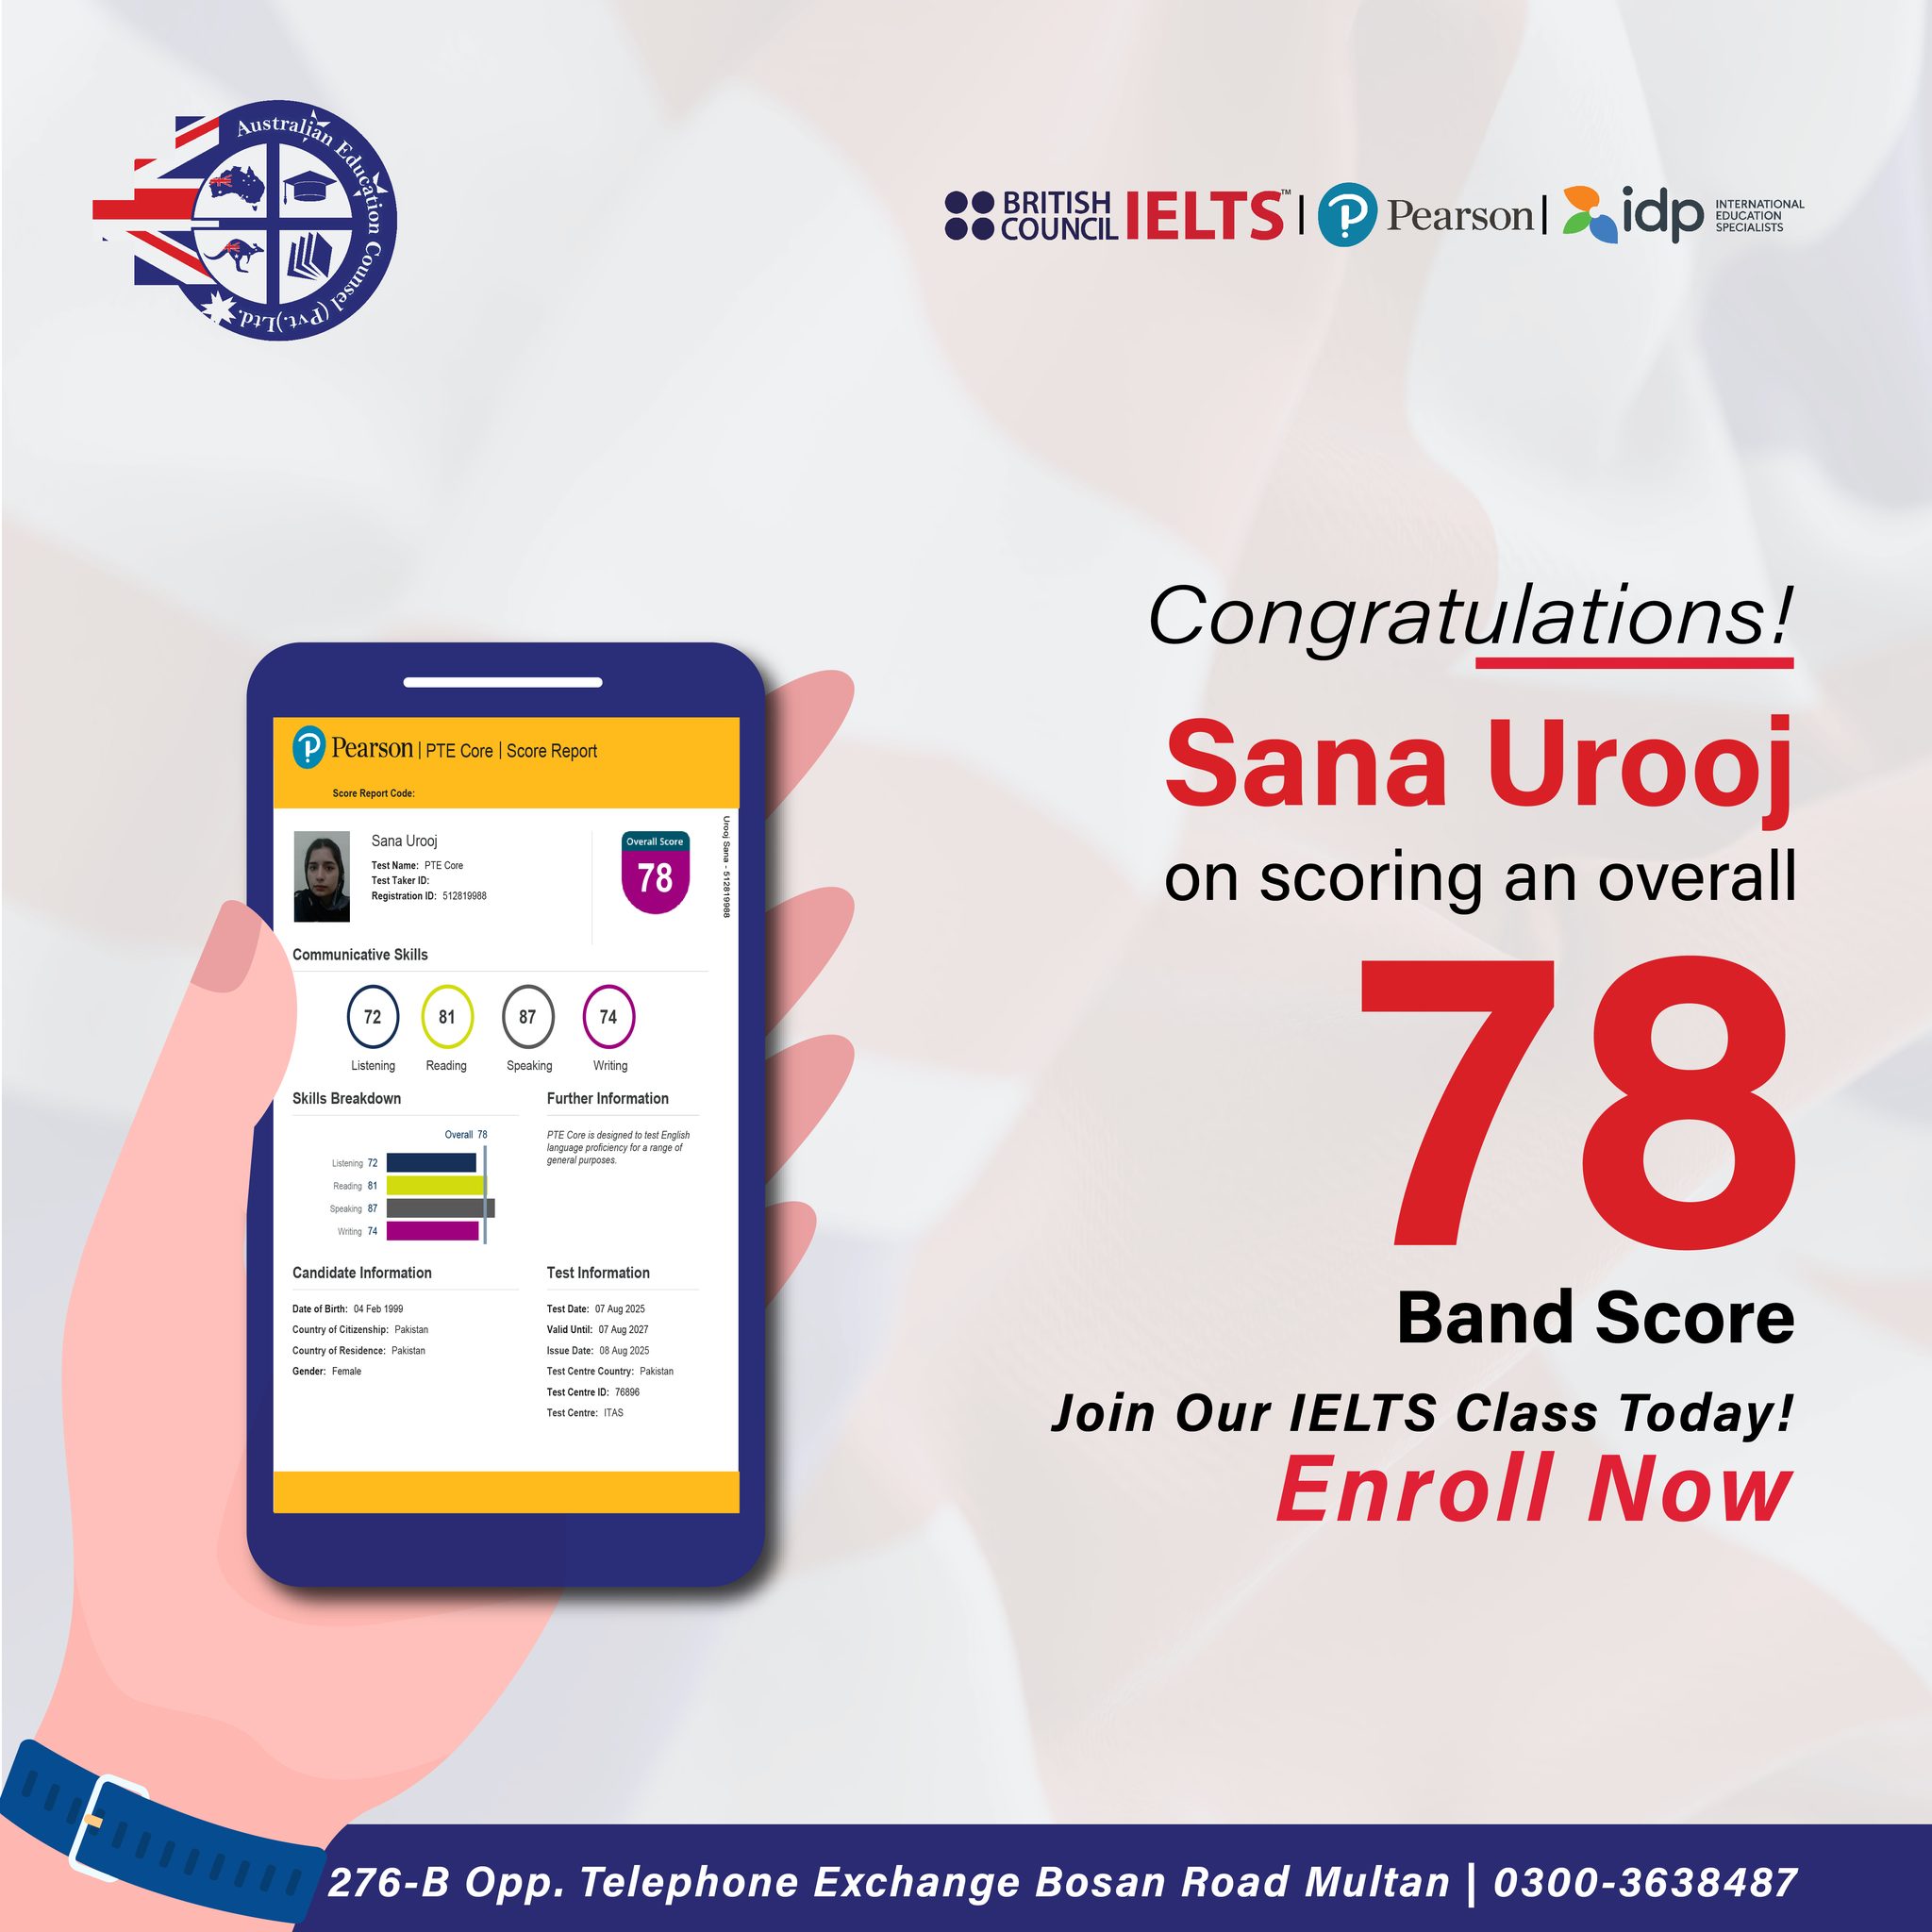 Australian Education Counsel (Pvt.)Ltd.
BRITISH COUNCIL IELTS™ | Pearson | idp INTERNATIONAL EDUCATION SPECIALISTS
Congratulations!
Sana Urooj
on scoring an overall
78
Band Score
Join Our IELTS Class Today!
Enroll Now
Pearson | PTE Core | Score Report
Score Report Code:
Sana Urooj
Test Name: PTE Core
Test Taker ID:
Registration ID: 512819988
Overall Score
78
Urooj Sana - 512819988
Communicative Skills
72 81 87 74
Listening Reading Speaking Writing
Skills Breakdown
Overall 78
Listening 72
Reading 81
Speaking 87
Writing 74
Further Information
PTE Core is designed to test English
language proficiency for a range of
general purposes.
Candidate Information
Date of Birth: 04 Feb 1999
Country of Citizenship: Pakistan
Country of Residence: Pakistan
Gender: Female
Test Information
Test Date: 07 Aug 2025
Valid Until: 07 Aug 2027
Issue Date: 08 Aug 2025
Test Centre Country: Pakistan
Test Centre ID: 76896
Test Centre: ITAS
276-B Opp. Telephone Exchange Bosan Road Multan | 0300-3638487